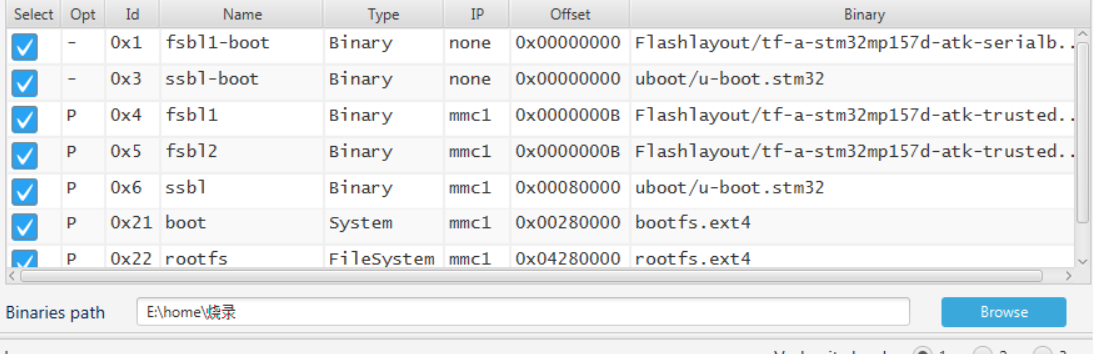 Select Opt Id Name Type IP Offset Binary
- 0x1 fsbl1-boot Binary none 0x00000000 Flashlayout/tf-a-stm32mp157d-atk-serialb..
- 0x3 ssbl-boot Binary none 0x00000000 uboot/u-boot.stm32
P 0x4 fsbl1 Binary mmc1 0x0000000B Flashlayout/tf-a-stm32mp157d-atk-trusted..
P 0x5 fsbl2 Binary mmc1 0x0000000B Flashlayout/tf-a-stm32mp157d-atk-trusted..
P 0x6 ssbl Binary mmc1 0x00080000 uboot/u-boot.stm32
P 0x21 boot System mmc1 0x00280000 bootfs.ext4
P 0x22 rootfs FileSystem mmc1 0x04280000 rootfs.ext4
Binaries path E:\home\烧录 Browse